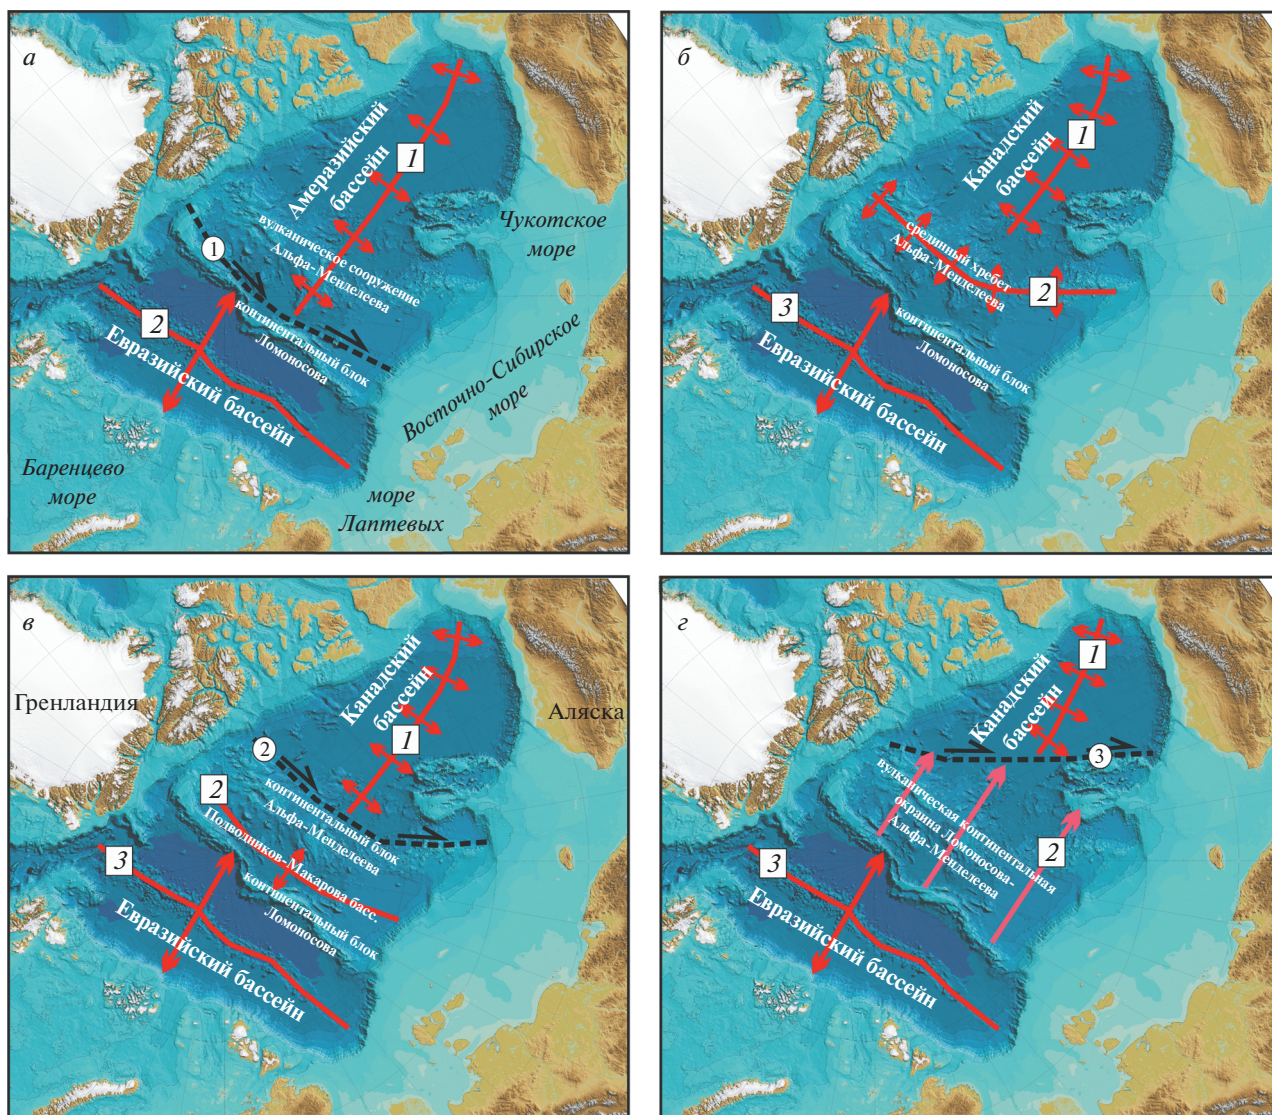 а
Амеразийский
бассейн
1
вулканическое сооружение
Альфа-Менделеева
1
континентальный блок
Ломоносова
2
Евразийский бассейн
Чукотское
море
Восточно-Сибирское
море
Баренцево
море
море
Лаптевых
б
Канадский
бассейн
1
срединный хребет
Альфа-Менделеева
2
континентальный блок
Ломоносова
3
Евразийский бассейн
в
Гренландия
Аляска
Канадский
бассейн
1
2
континентальный блок
Альфа-Менделеева
2
Подводников-Макарова басс.
континентальный блок
Ломоносова
3
Евразийский бассейн
г
Канадский
бассейн
1
3
вулканическая континентальная
окраина Ломоносова-
Альфа-Менделеева
2
3
Евразийский бассейн